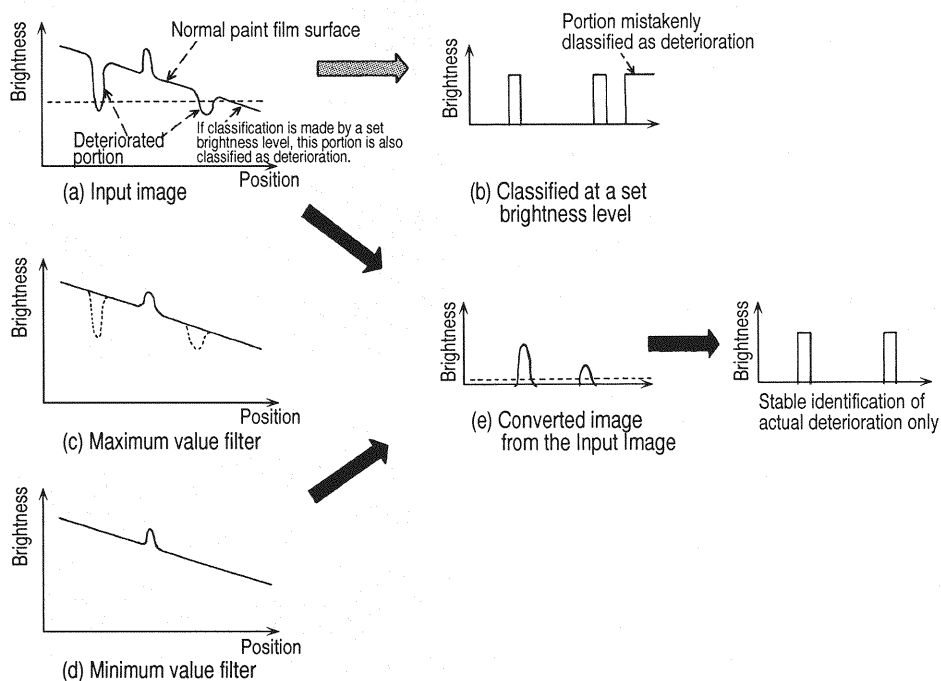 Brightness
Normal paint film surface
Deteriorated
portion
If classification is made by a set
brightness level, this portion is also
classified as deterioration.
Position
(a) Input image
Portion mistakenly
dlassified as deterioration
Brightness
(b) Classified at a set
brightness level
Brightness
Position
(c) Maximum value filter
Brightness
(e) Converted image
from the Input Image
Brightness
Stable identification of
actual deterioration only
Brightness
Position
(d) Minimum value filter